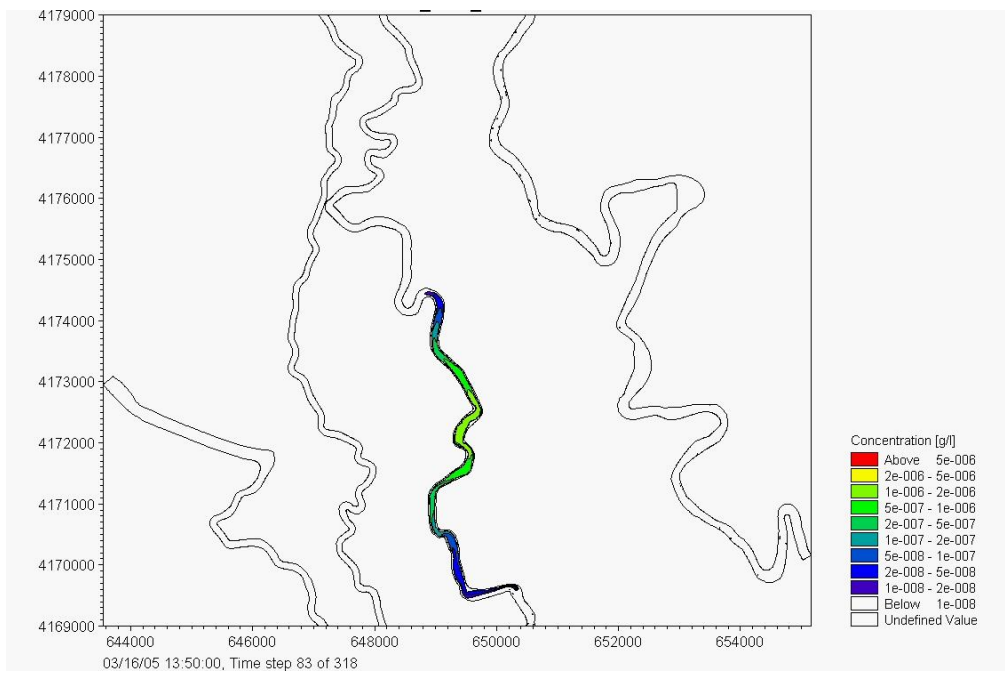 4179000
4178000
4177000
4176000
4175000
4174000
4173000
4172000
4171000
4170000
4169000
644000 646000 648000 650000 652000 654000
03/16/05 13:50:00, Time step 83 of 318
Concentration [g/l]
Above 5e-006
2e-006 - 5e-006
1e-006 - 2e-006
5e-007 - 1e-006
2e-007 - 5e-007
1e-007 - 2e-007
5e-008 - 1e-007
2e-008 - 5e-008
1e-008 - 2e-008
Below 1e-008
Undefined Value